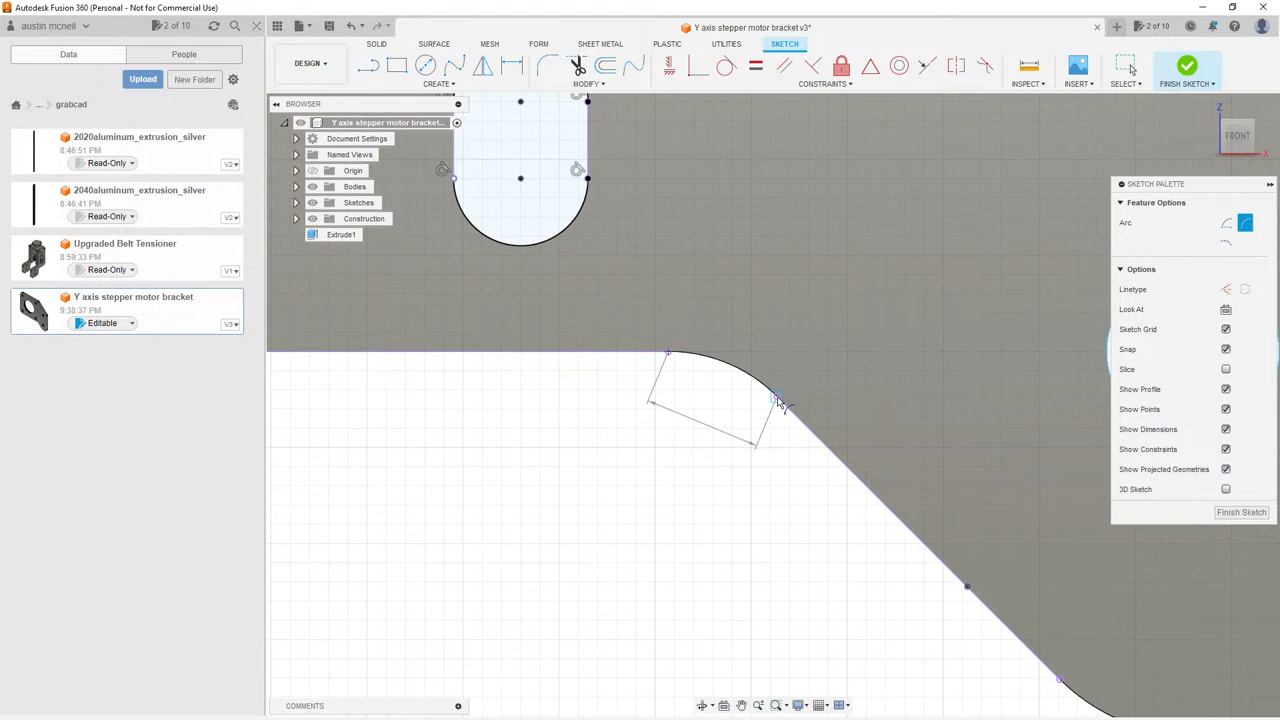 Autodesk Fusion 360 (Personal - Not for Commercial Use)
austin mcneil
2 of 10
Y axis stepper motor bracket v3*
2 of 10
Data
People
Upload
New Folder
... grabcad
2020aluminum_extrusion_silver
8:46:51 PM
Read-Only
V2
2040aluminum_extrusion_silver
8:46:41 PM
Read-Only
V2
Upgraded Belt Tensioner
8:59:33 PM
Read-Only
V1
Y axis stepper motor bracket
9:38:37 PM
Editable
V3
DESIGN
SOLID
SURFACE
MESH
FORM
SHEET METAL
PLASTIC
UTILITIES
SKETCH
CREATE
MODIFY
CONSTRAINTS
INSPECT
INSERT
SELECT
FINISH SKETCH
BROWSER
Y axis stepper motor bracket...
Document Settings
Named Views
Origin
Bodies
Sketches
Construction
Extrude1
Z
FRONT
X
SKETCH PALETTE
Feature Options
Arc
Options
Linetype
Look At
Sketch Grid
Snap
Slice
Show Profile
Show Points
Show Dimensions
Show Constraints
Show Projected Geometries
3D Sketch
Finish Sketch
COMMENTS